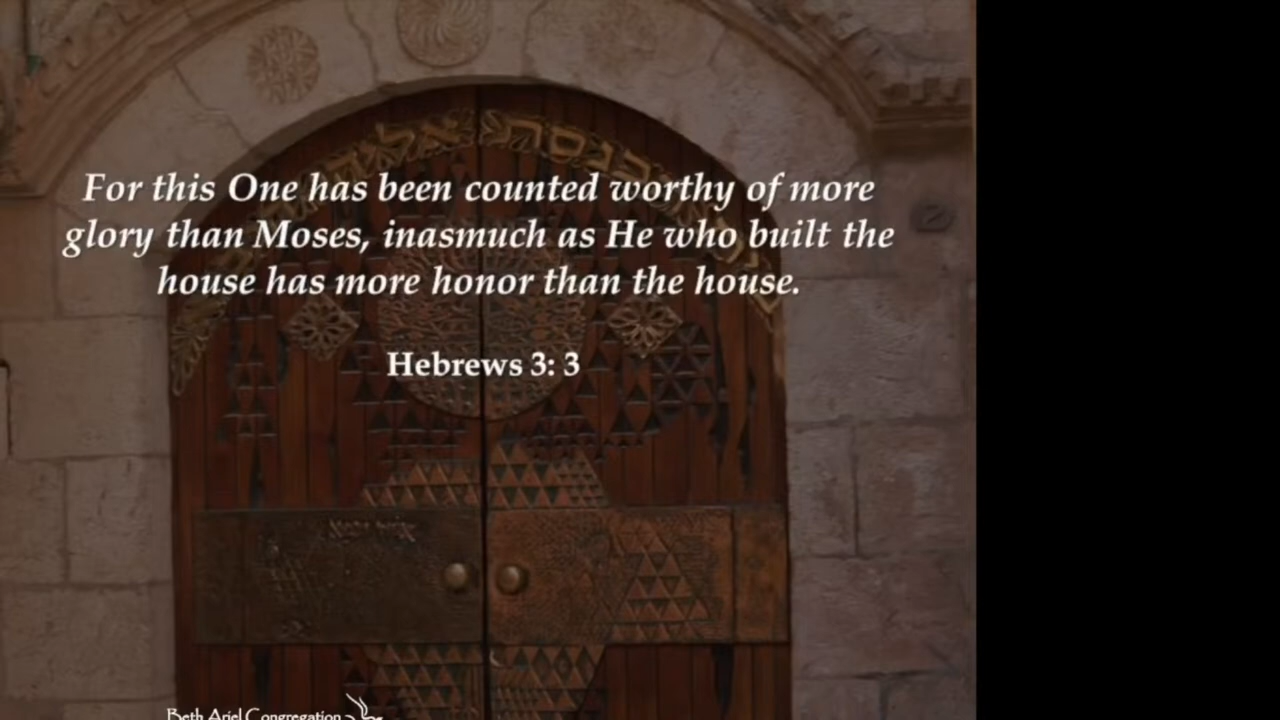 For this One has been counted worthy of more
glory than Moses, inasmuch as He who built the
house has more honor than the house.
Hebrews 3: 3
Beth Ariel Congregation